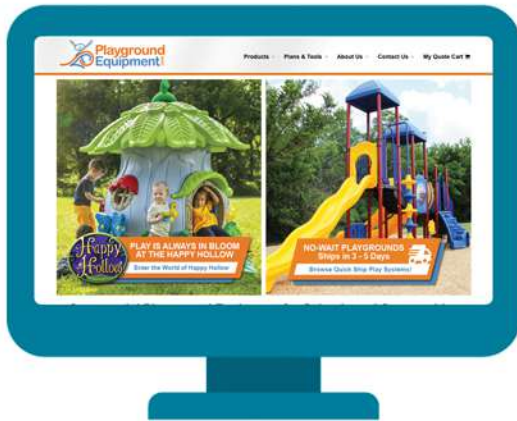 Playground
Equipment
Products
Plans & Tools
About Us
Contact Us
My Quote Cart
Happy
Hollow
PLAY IS ALWAYS IN BLOOM
AT THE HAPPY HOLLOW
Enter the World of Happy Hollow
NO-WAIT PLAYGROUNDS
Ships in 3 - 5 Days
Browse Quick Ship Play Systems!